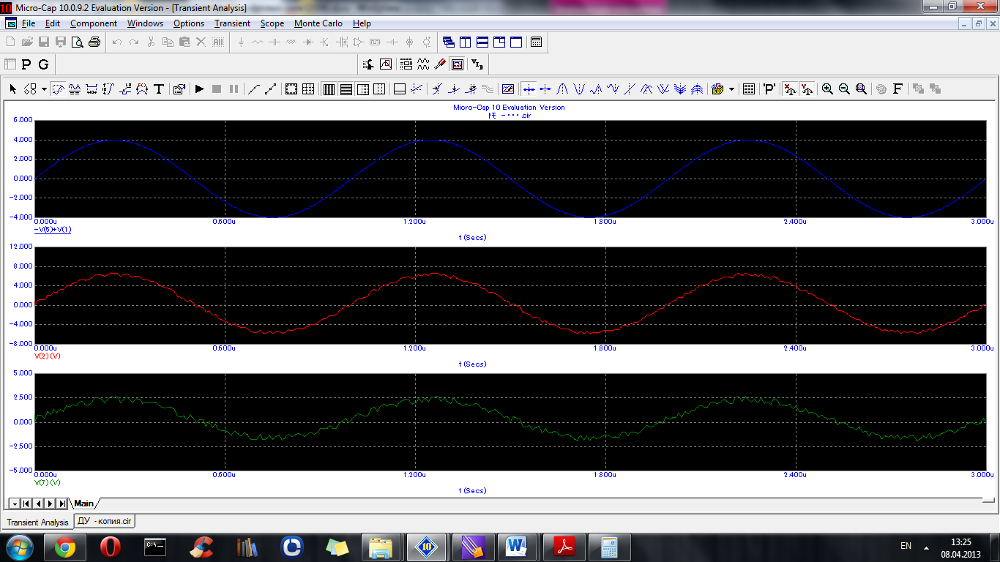 10 Micro-Cap 10.0.9.2 Evaluation Version - [Transient Analysis]
File Edit Component Windows Options Transient Scope Monte Carlo Help
P G
T 'P' F
Micro-Cap 10 Evaluation Version
.cir
6.000
4.000
2.000
0.000
-2.000
-4.000
0.000u 0.600u 1.200u 1.800u 2.400u 3.000u
-V(5)+V(1)
t (Secs)
12.000
8.000
4.000
0.000
-4.000
-8.000
0.000u 0.600u 1.200u 1.800u 2.400u 3.000u
V(2) (V)
t (Secs)
5.000
2.500
0.000
-2.500
-5.000
0.000u 0.600u 1.200u 1.800u 2.400u 3.000u
V(7) (V)
t (Secs)
Main
Transient Analysis ДУ - копия.cir
C:\_
10
EN
13:25
08.04.2013